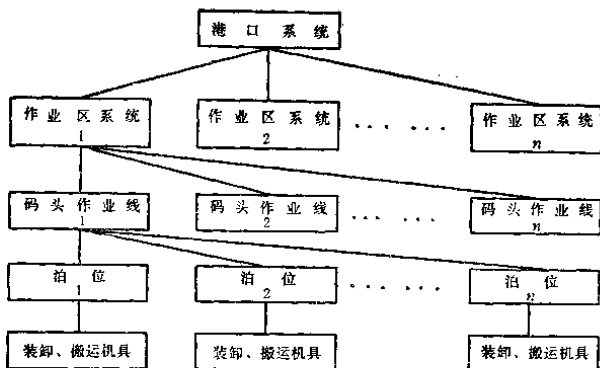 港口系统
作业区系统 作业区系统 作业区系统
1 2 ... ... n
码头作业线 码头作业线 码头作业线
1 2 ... ... n
泊位 泊位 泊位
1 2 ... ... n
装卸、搬运机具 装卸、搬运机具 装卸、搬运机具